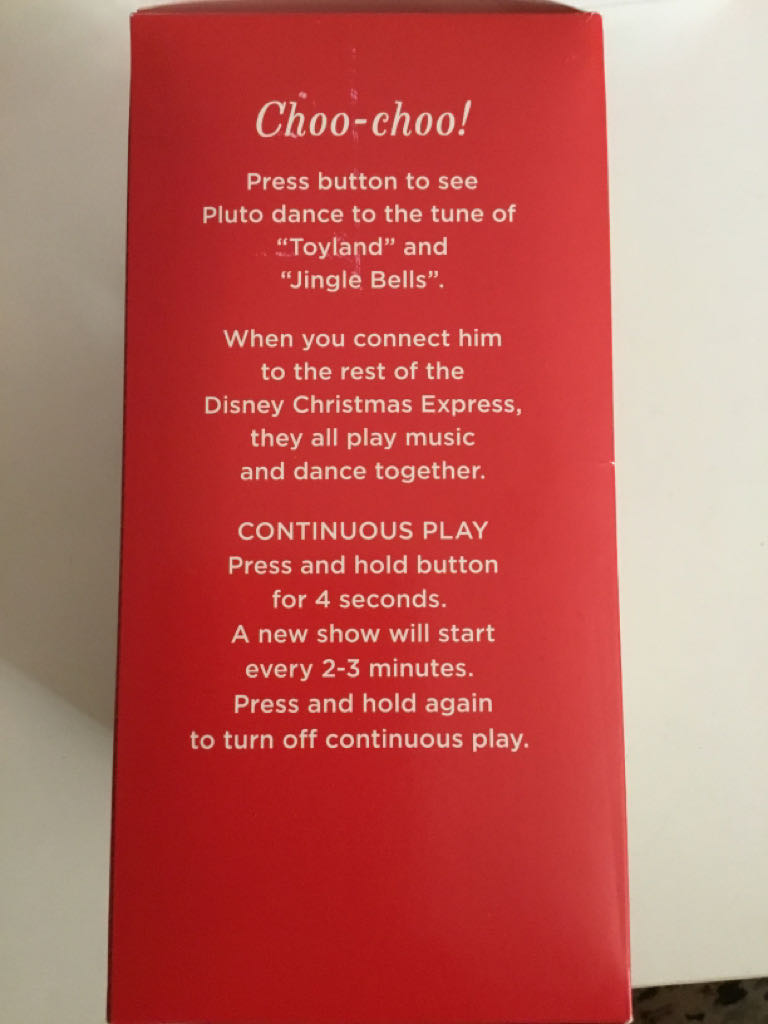 Choo-choo!
Press button to see
Pluto dance to the tune of
“Toyland” and
“Jingle Bells”.
When you connect him
to the rest of the
Disney Christmas Express,
they all play music
and dance together.
CONTINUOUS PLAY
Press and hold button
for 4 seconds.
A new show will start
every 2-3 minutes.
Press and hold again
to turn off continuous play.